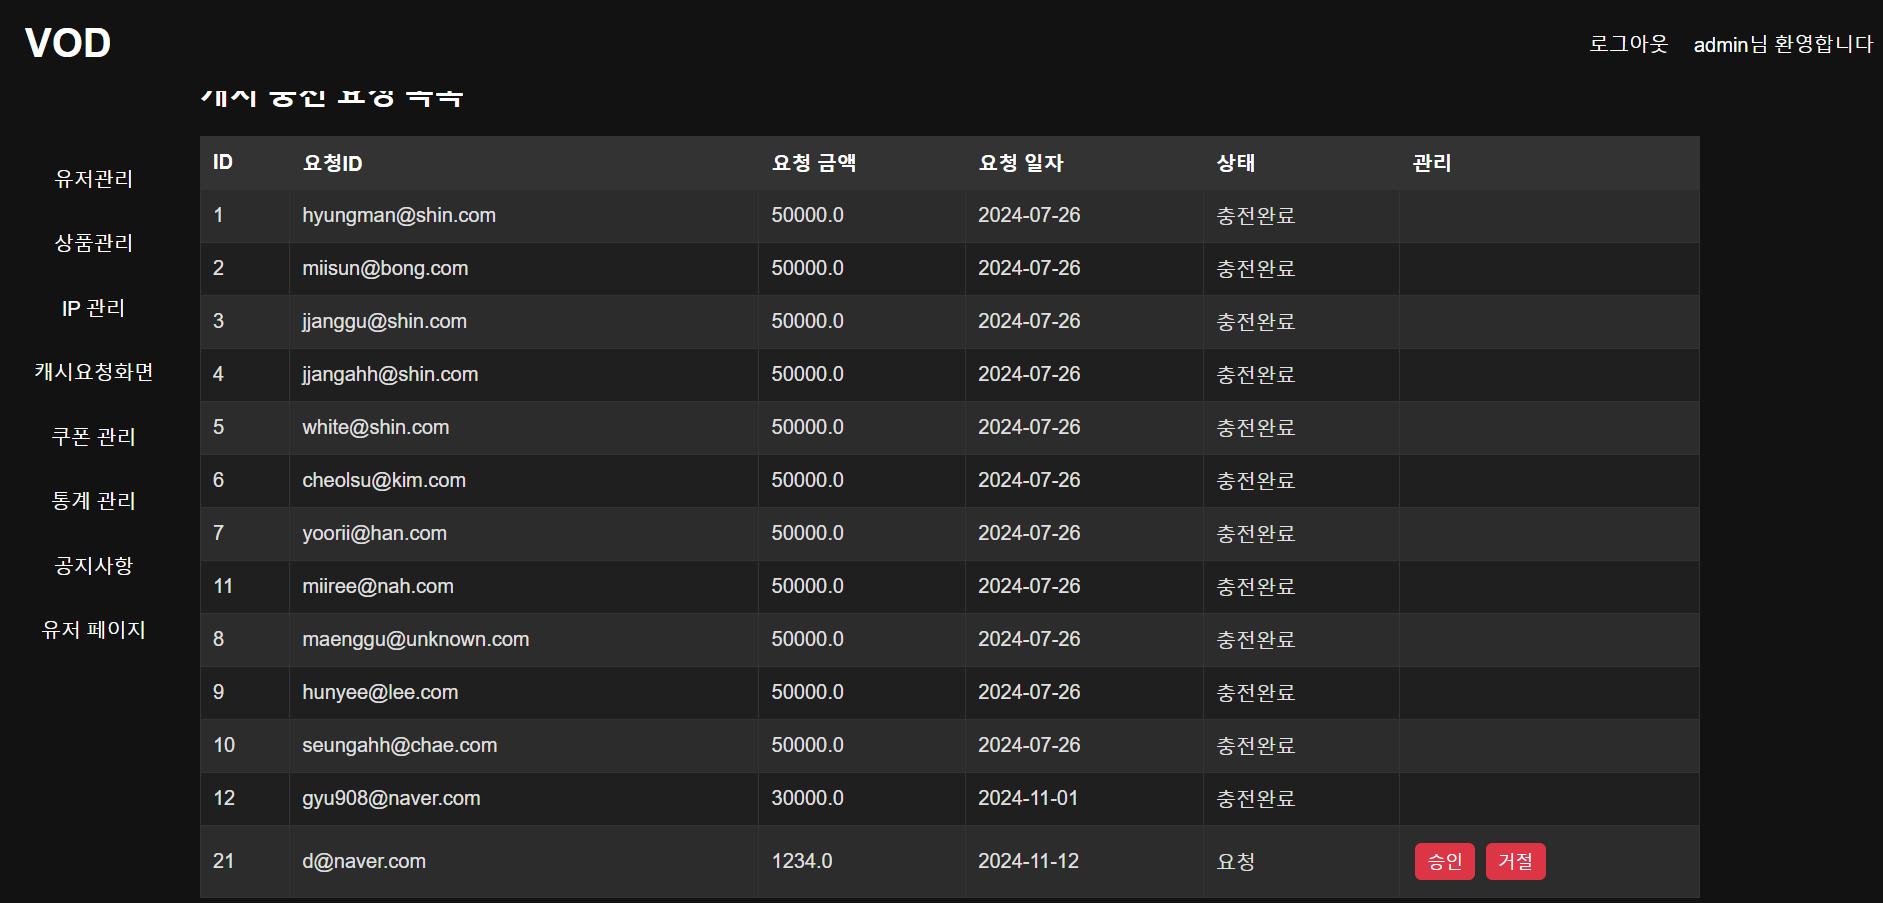 VOD
로그아웃 admin님 환영합니다
캐시 충전 요청 목록
유저관리
상품관리
IP 관리
캐시요청화면
쿠폰 관리
통계 관리
공지사항
유저 페이지
ID 요청ID 요청 금액 요청 일자 상태 관리
1 hyungman@shin.com 50000.0 2024-07-26 충전완료
2 miisun@bong.com 50000.0 2024-07-26 충전완료
3 jjanggu@shin.com 50000.0 2024-07-26 충전완료
4 jjangahh@shin.com 50000.0 2024-07-26 충전완료
5 white@shin.com 50000.0 2024-07-26 충전완료
6 cheolsu@kim.com 50000.0 2024-07-26 충전완료
7 yoorii@han.com 50000.0 2024-07-26 충전완료
11 miiree@nah.com 50000.0 2024-07-26 충전완료
8 maenggu@unknown.com 50000.0 2024-07-26 충전완료
9 hunyee@lee.com 50000.0 2024-07-26 충전완료
10 seungahh@chae.com 50000.0 2024-07-26 충전완료
12 gyu908@naver.com 30000.0 2024-11-01 충전완료
21 d@naver.com 1234.0 2024-11-12 요청 승인 거절